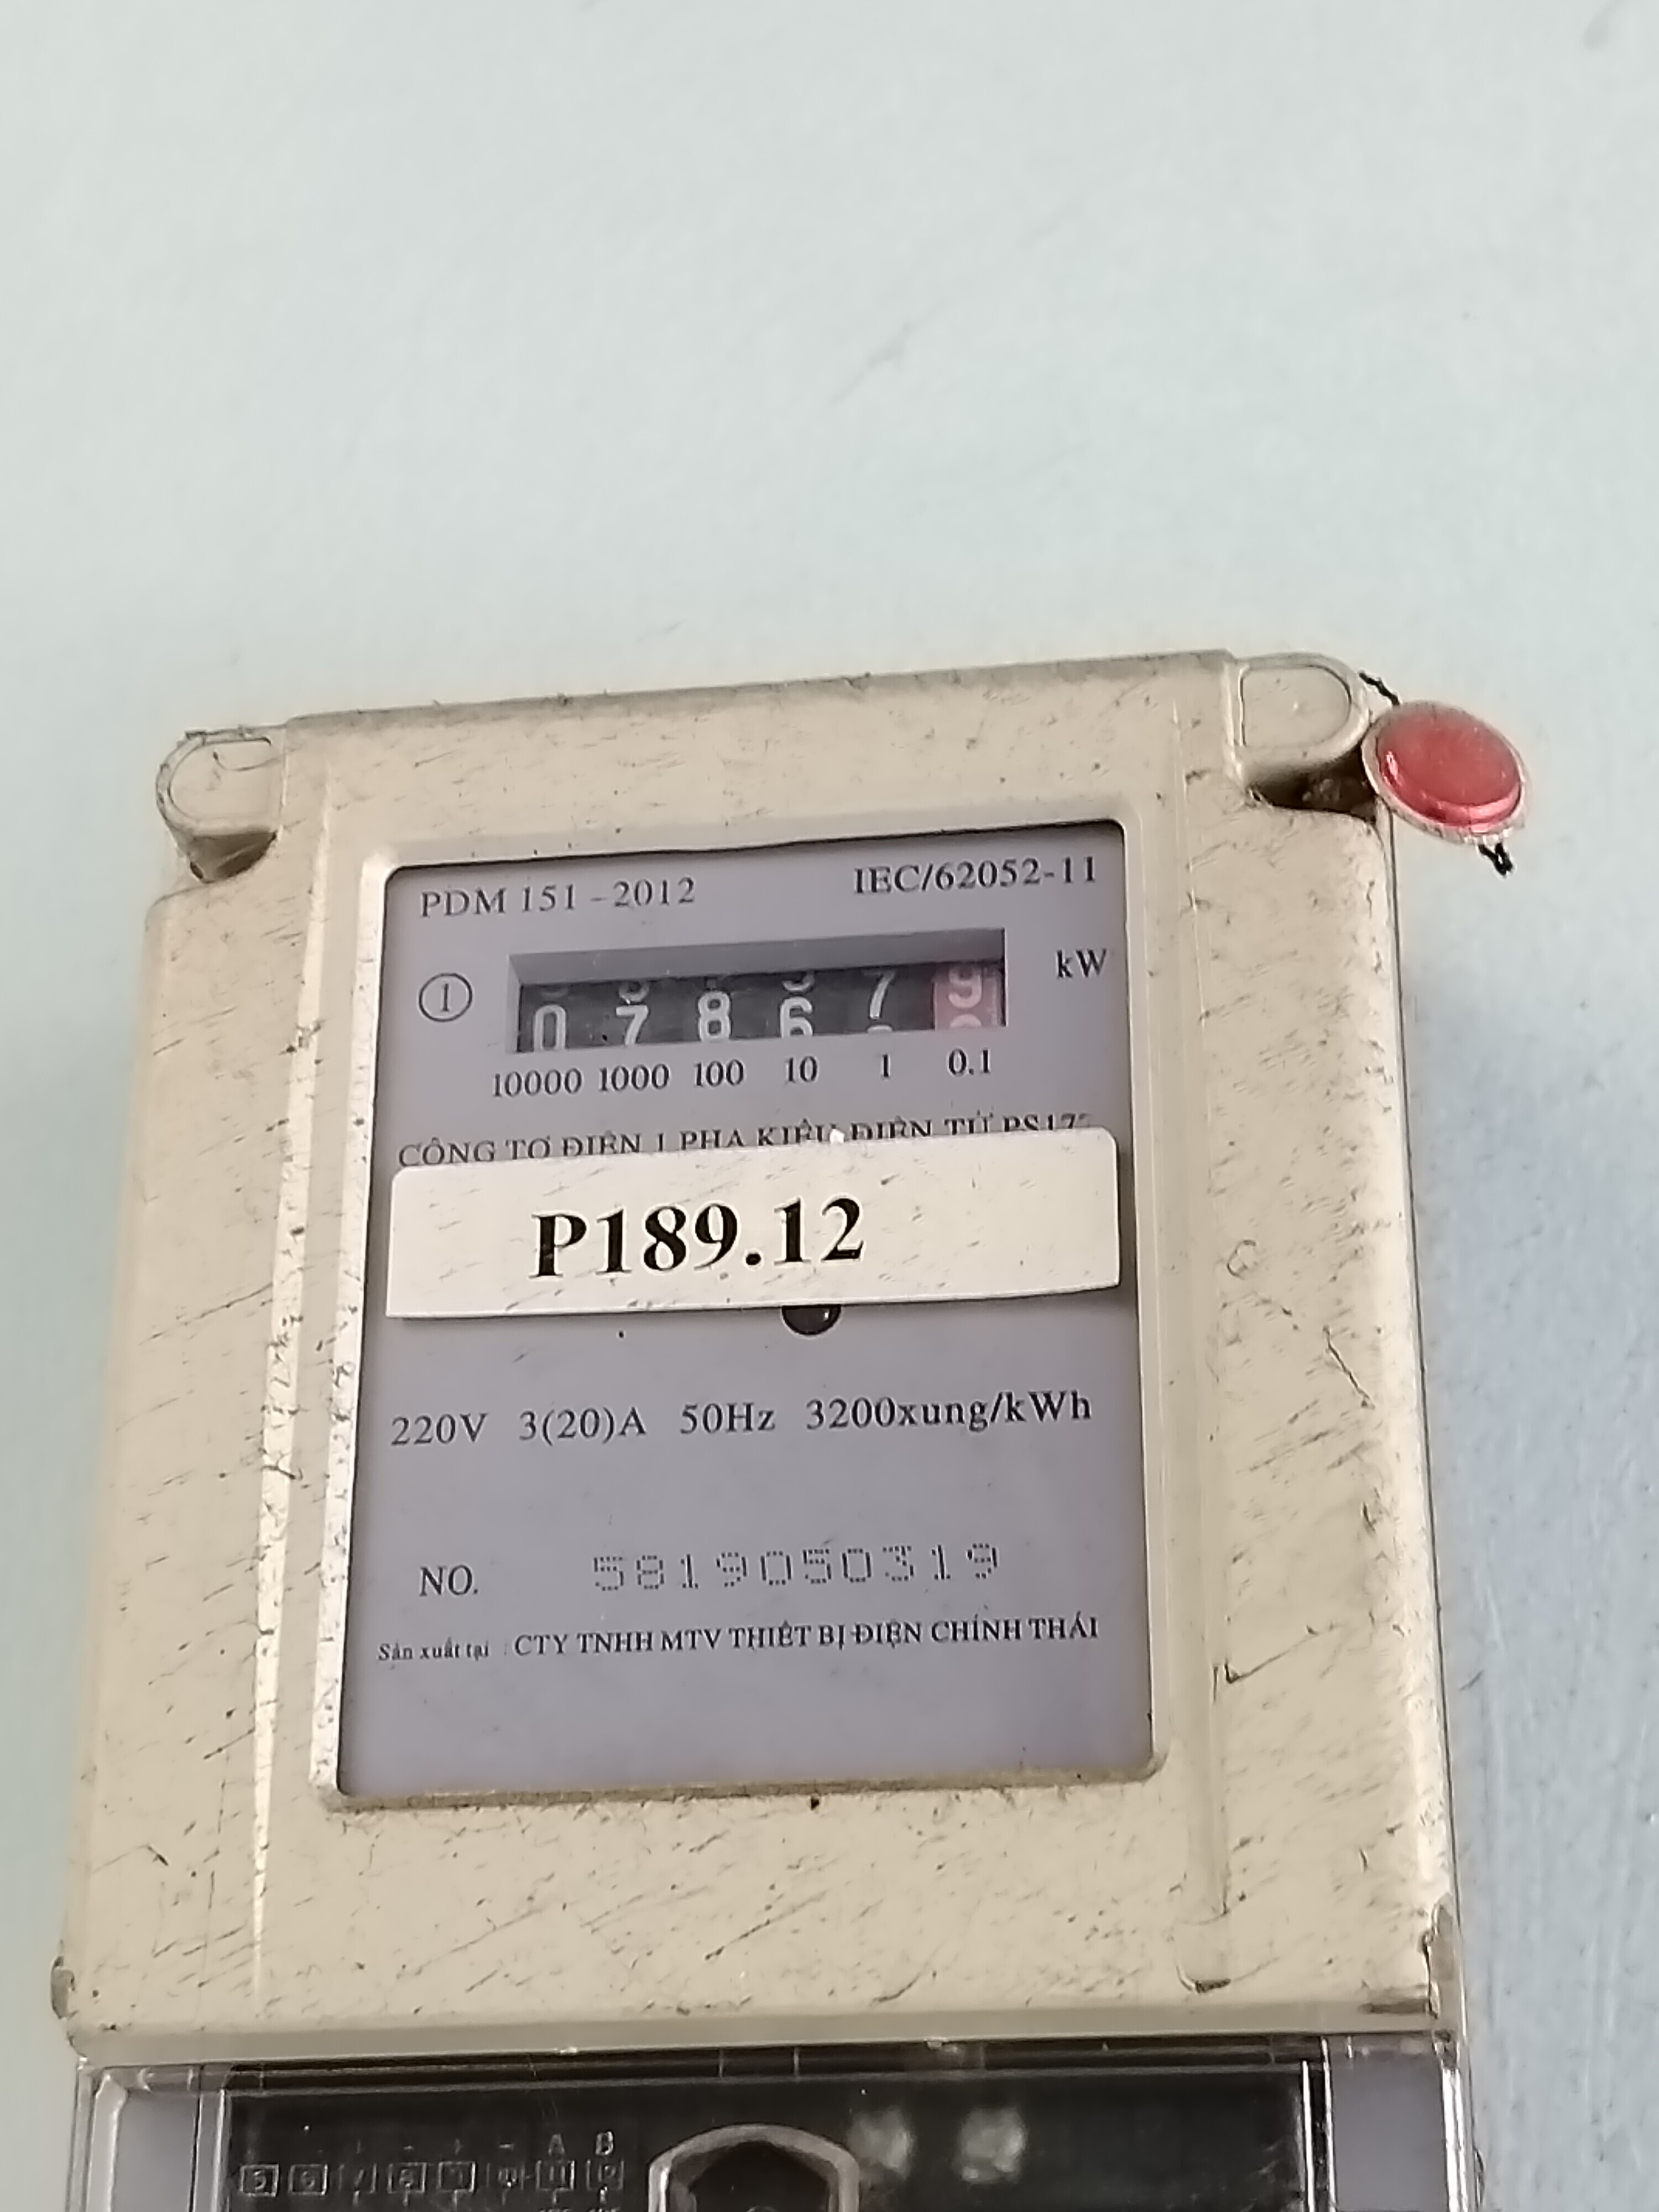 PDM 151 - 2012 IEC/62052-11
1 0 7 8 6 7 9 kW
10000 1000 100 10 1 0.1
CÔNG TƠ ĐIỆN 1 PHA KIỂU ĐIỆN TỬ
P189.12
220V 3(20)A 50Hz 3200xung/kWh
NO. 5819050319
Sản xuất tại : CTY TNHH MTV THIẾT BỊ ĐIỆN CHÍNH THÁI
A B